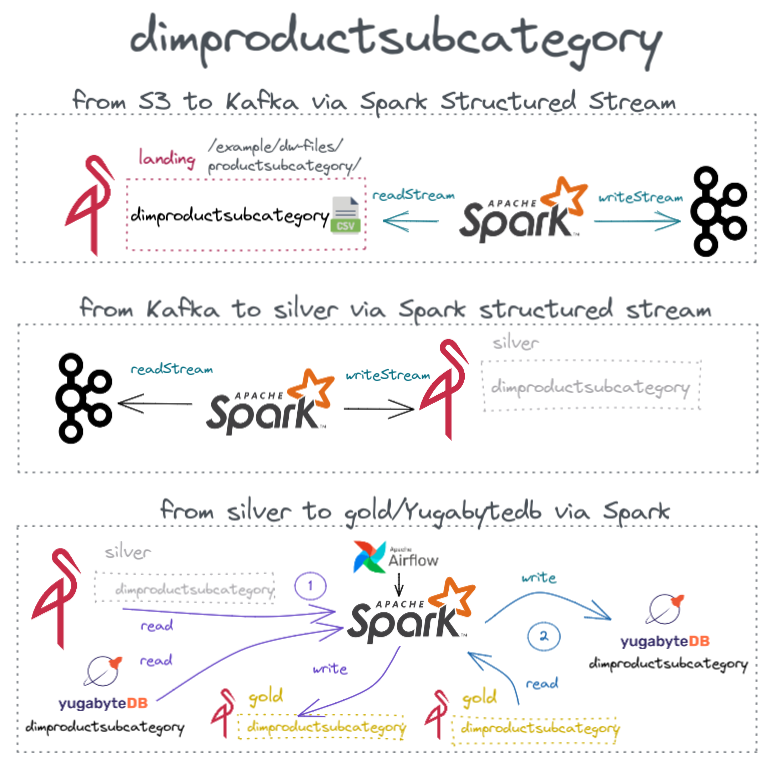 dimproductsubcategory
from S3 to Kafka via Spark Structured Stream
landing
/example/dw-files/
productsubcategory/
dimproductsubcategory
CSV
readStream
APACHE
Spark™
writeStream
from Kafka to silver via Spark structured stream
readStream
APACHE
Spark™
writeStream
silver
dimproductsubcategory
from silver to gold/Yugabytedb via Spark
silver
dimproductsubcategory
1
read
read
yugabyteDB
dimproductsubcategory
Apache
Airflow
APACHE
Spark™
write
gold
dimproductsubcategory
write
2
read
gold
dimproductsubcategory
yugabyteDB
dimproductsubcategory